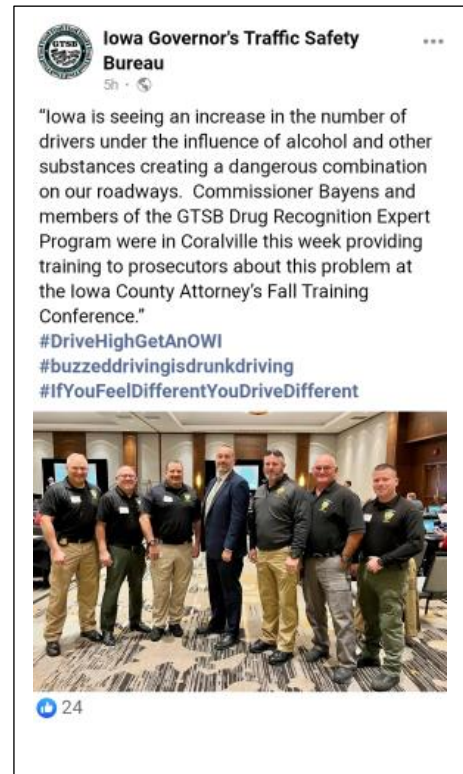 GTSB
Iowa Governor's Traffic Safety
Bureau
5h ·
“Iowa is seeing an increase in the number of
drivers under the influence of alcohol and other
substances creating a dangerous combination
on our roadways.  Commissioner Bayens and
members of the GTSB Drug Recognition Expert
Program were in Coralville this week providing
training to prosecutors about this problem at
the Iowa County Attorney’s Fall Training
Conference.”
#DriveHighGetAnOWI
#buzzeddrivingisdrunkdriving
#IfYouFeelDifferentYouDriveDifferent
24